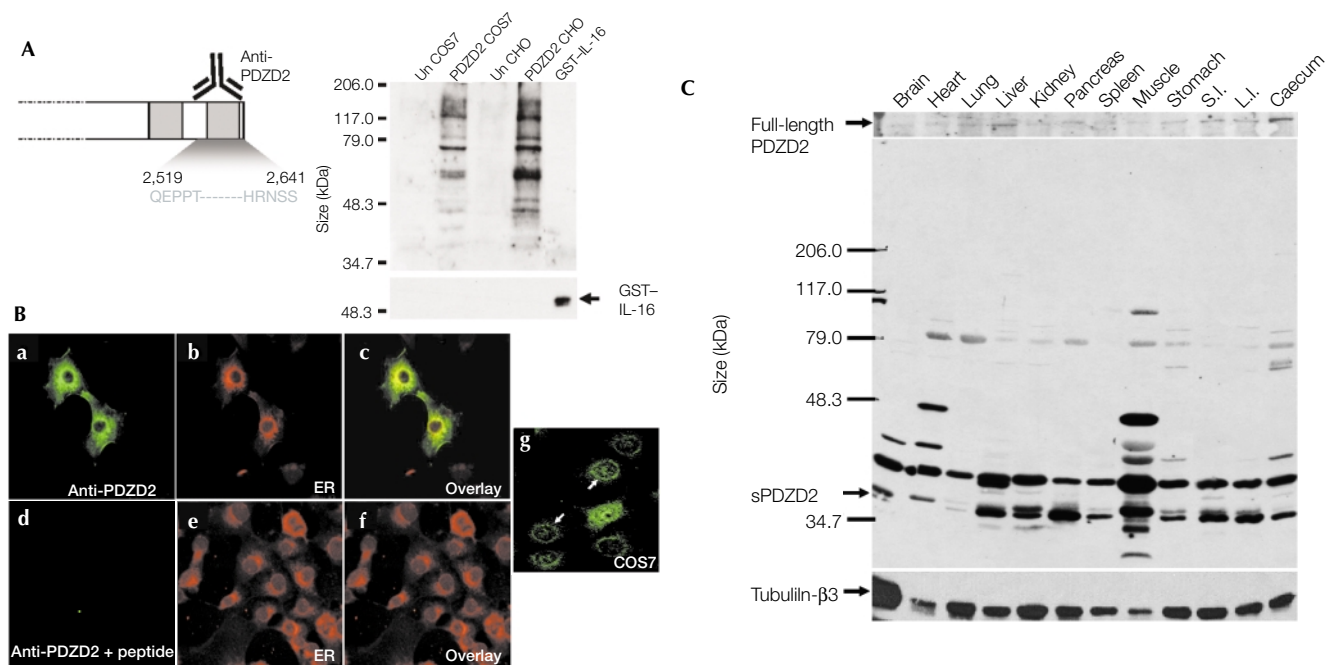 A
Anti-
PDZD2
2,519 2,641
QEPPT-------HRNSS
Un COS7
PDZD2 COS7
Un CHO
PDZD2 CHO
GST–IL-16
Size (kDa)
206.0
117.0
79.0
48.3
34.7
48.3
GST–
IL-16
B
a
Anti-PDZD2
b
ER
c
Overlay
d
Anti-PDZD2 + peptide
e
ER
f
Overlay
g
COS7
C
Brain
Heart
Lung
Liver
Kidney
Pancreas
Spleen
Muscle
Stomach
S.I.
L.I.
Caecum
Full-length
PDZD2
Size (kDa)
206.0
117.0
79.0
48.3
sPDZD2
34.7
Tubuliln-β3